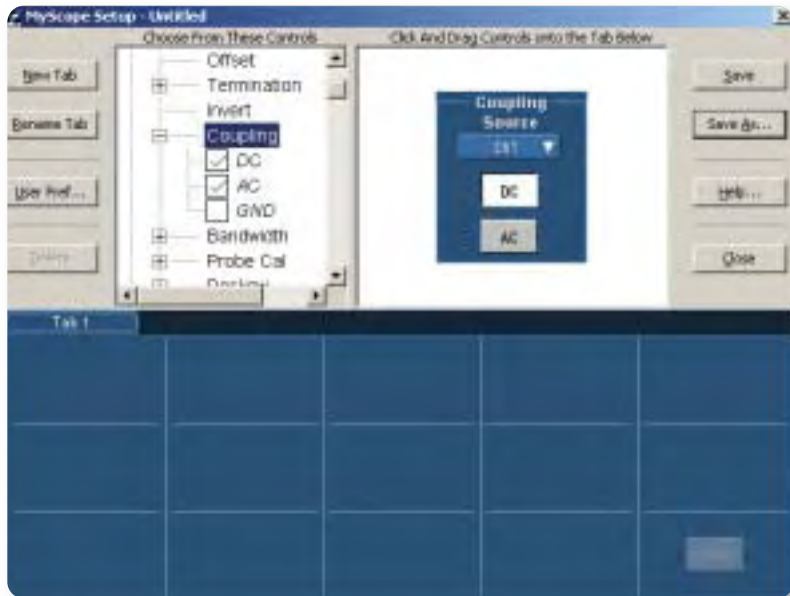 MyScope Setup - Untitled
Choose From These Controls
Click And Drag Controls onto the Tab Below
New Tab
Rename Tab
User Pref...
Delete
Offset
Termination
Invert
Coupling
DC
AC
GND
Bandwidth
Probe Cal
Deskew
Coupling
Source
Ch1
DC
AC
Save
Save As...
Help...
Close
Tab 1